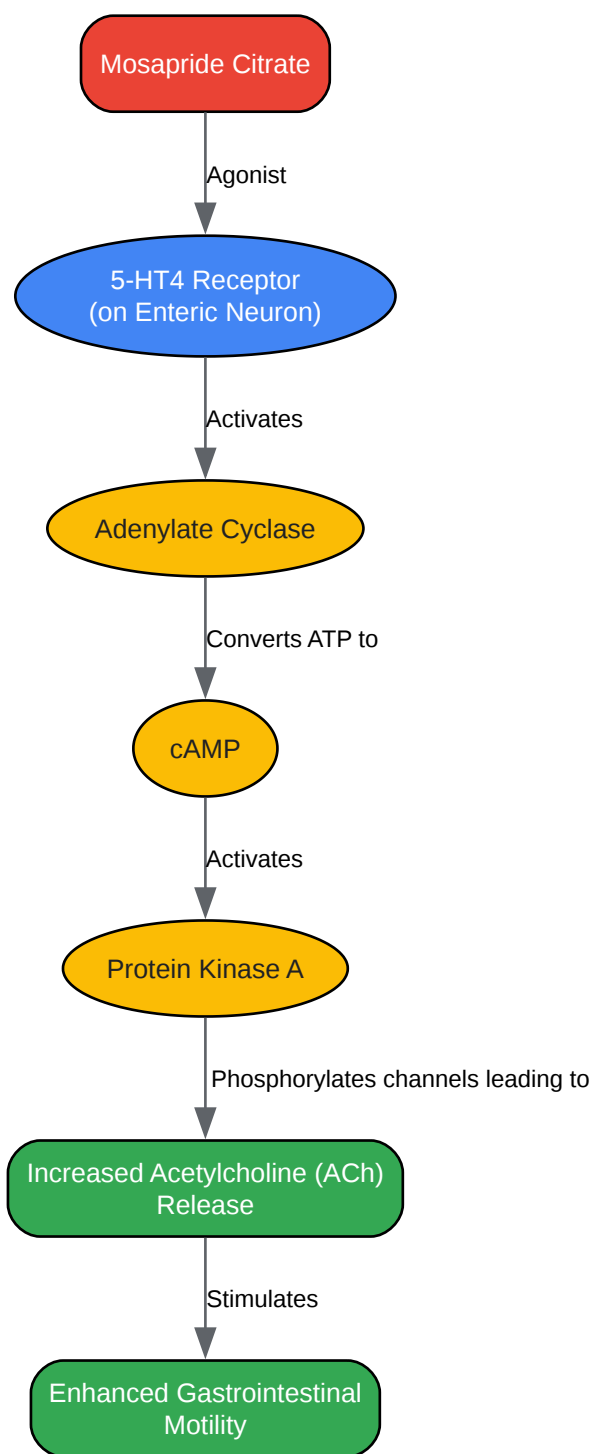 Mosapride Citrate
Agonist
5-HT4 Receptor
(on Enteric Neuron)
Activates
Adenylate Cyclase
Converts ATP to
cAMP
Activates
Protein Kinase A
Phosphorylates channels leading to
Increased Acetylcholine (ACh)
Release
Stimulates
Enhanced Gastrointestinal
Motility